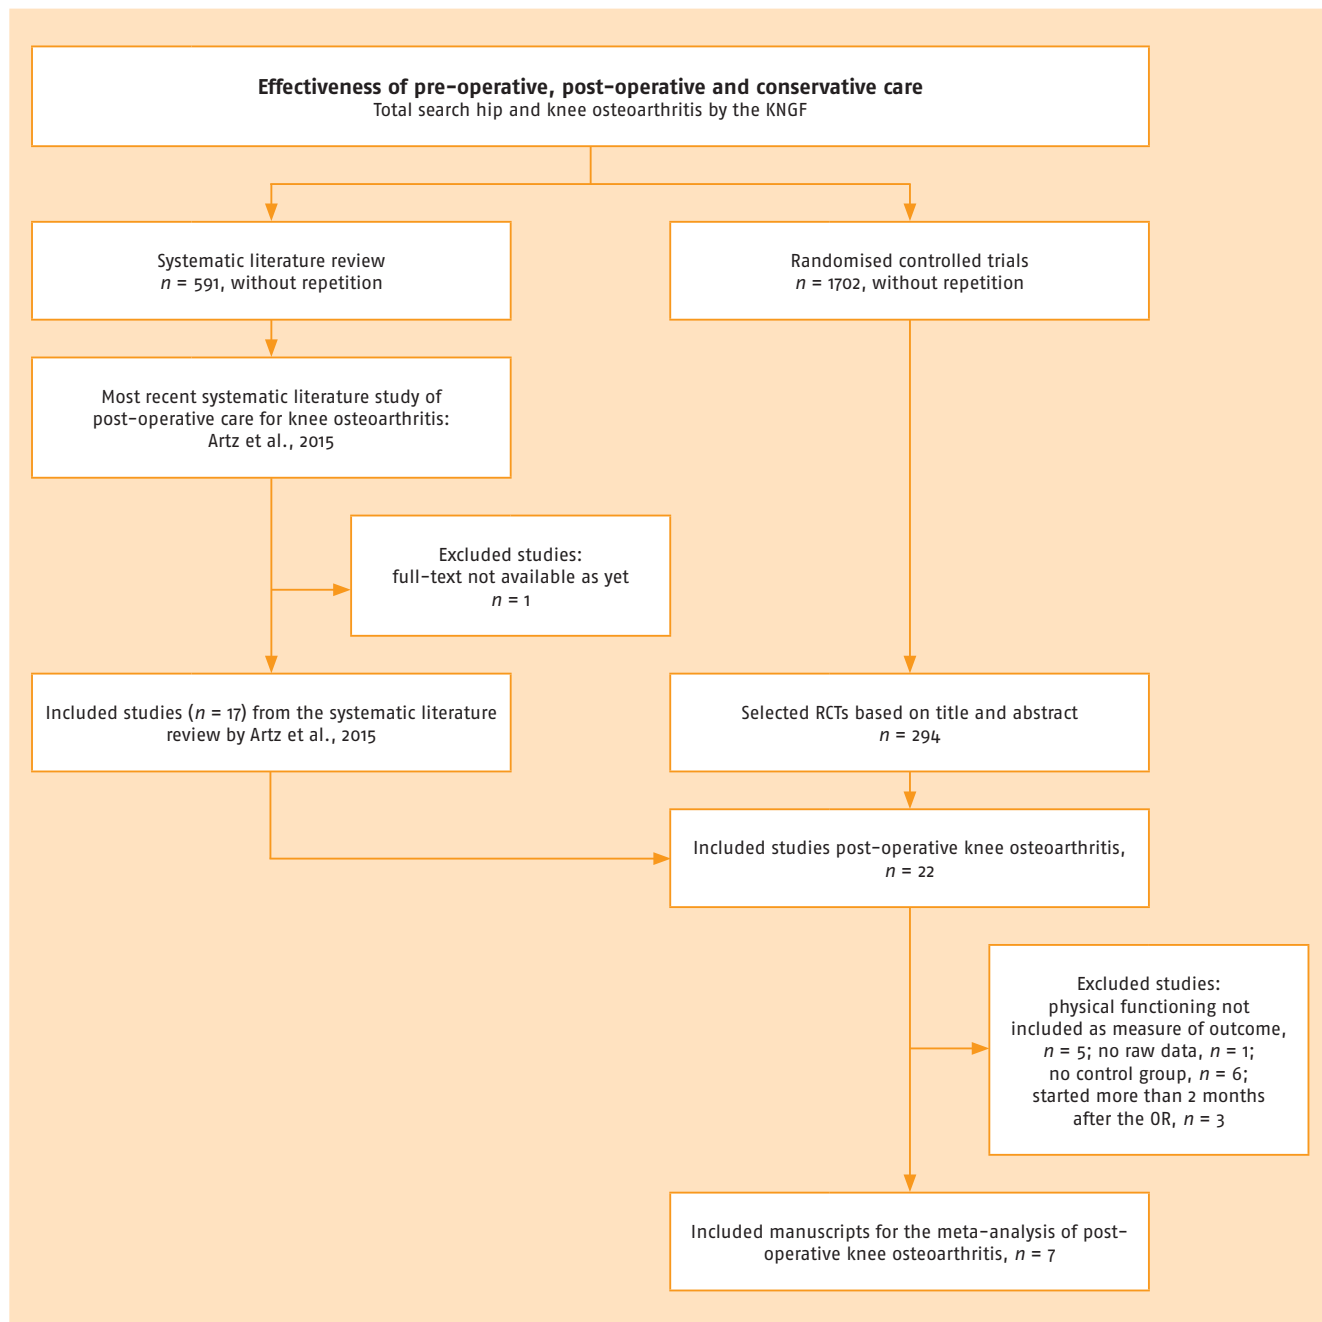 Effectiveness of pre-operative, post-operative and conservative care
Total search hip and knee osteoarthritis by the KNGF
Systematic literature review
n = 591, without repetition
Randomised controlled trials
n = 1702, without repetition
Most recent systematic literature study of
post-operative care for knee osteoarthritis:
Artz et al., 2015
Excluded studies:
full-text not available as yet
n = 1
Included studies (n = 17) from the systematic literature
review by Artz et al., 2015
Selected RCTs based on title and abstract
n = 294
Included studies post-operative knee osteoarthritis,
n = 22
Excluded studies:
physical functioning not
included as measure of outcome,
n = 5; no raw data, n = 1;
no control group, n = 6;
started more than 2 months
after the OR, n = 3
Included manuscripts for the meta-analysis of post-
operative knee osteoarthritis, n = 7